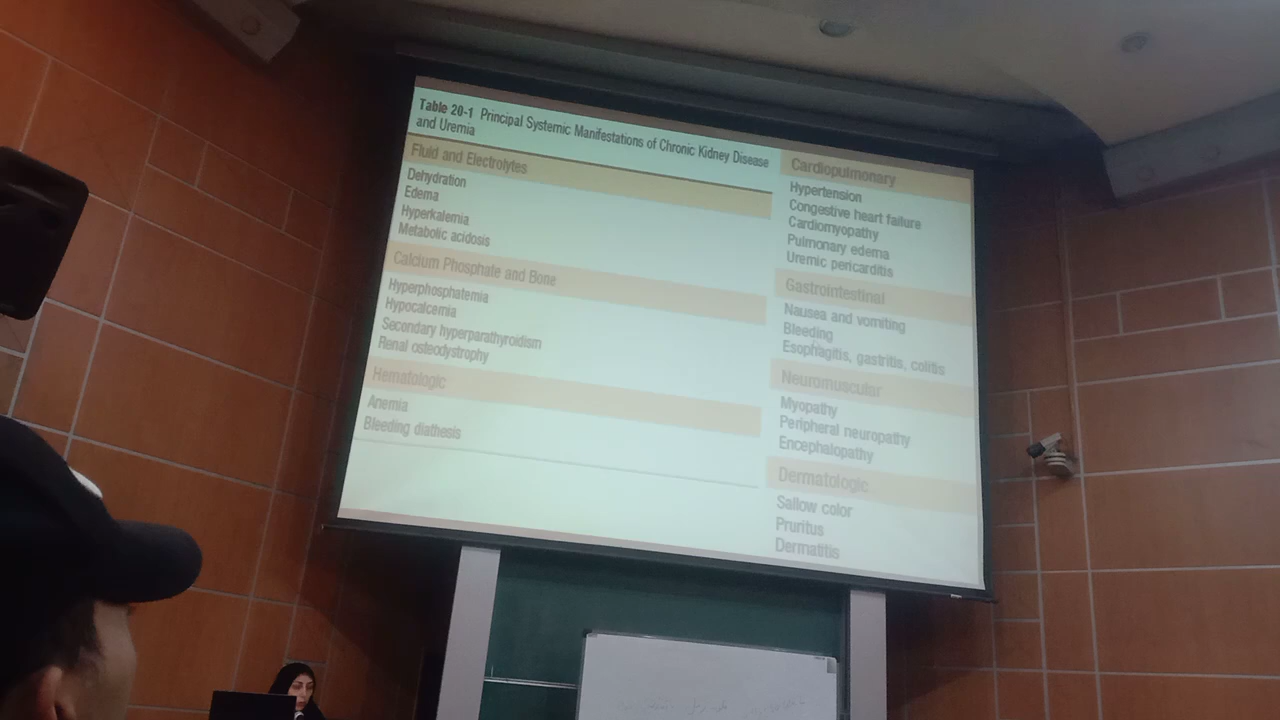 Table 20-1 Principal Systemic Manifestations of Chronic Kidney Disease
and Uremia
Fluid and Electrolytes
Dehydration
Edema
Hyperkalemia
Metabolic acidosis
Calcium Phosphate and Bone
Hyperphosphatemia
Hypocalcemia
Secondary hyperparathyroidism
Renal osteodystrophy
Hematologic
Anemia
Bleeding diathesis
Cardiopulmonary
Hypertension
Congestive heart failure
Cardiomyopathy
Pulmonary edema
Uremic pericarditis
Gastrointestinal
Nausea and vomiting
Bleeding
Esophagitis, gastritis, colitis
Neuromuscular
Myopathy
Peripheral neuropathy
Encephalopathy
Dermatologic
Sallow color
Pruritus
Dermatitis